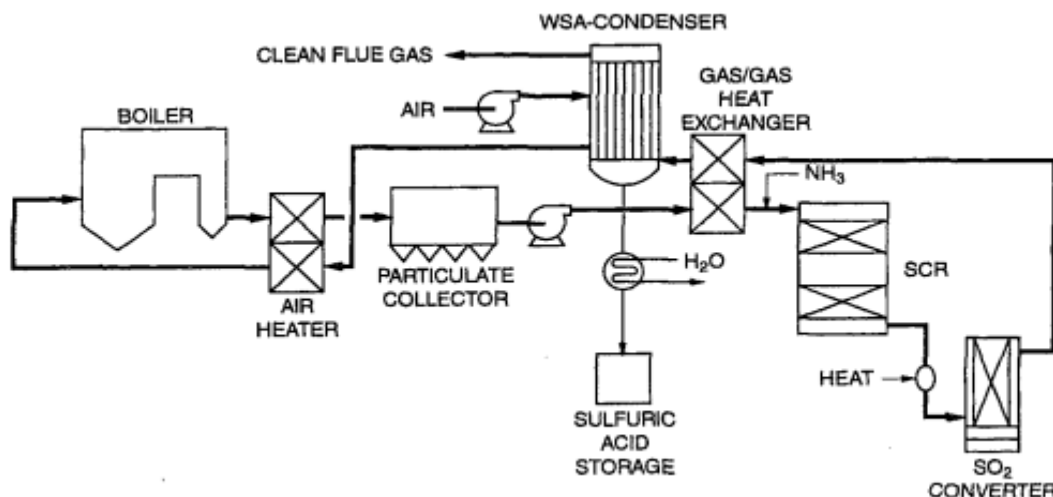 WSA-CONDENSER
CLEAN FLUE GAS
GAS/GAS
HEAT
EXCHANGER
AIR
BOILER
NH₃
H₂O
SCR
PARTICULATE
COLLECTOR
AIR
HEATER
HEAT
SULFURIC
ACID
STORAGE
SO₂
CONVERTER